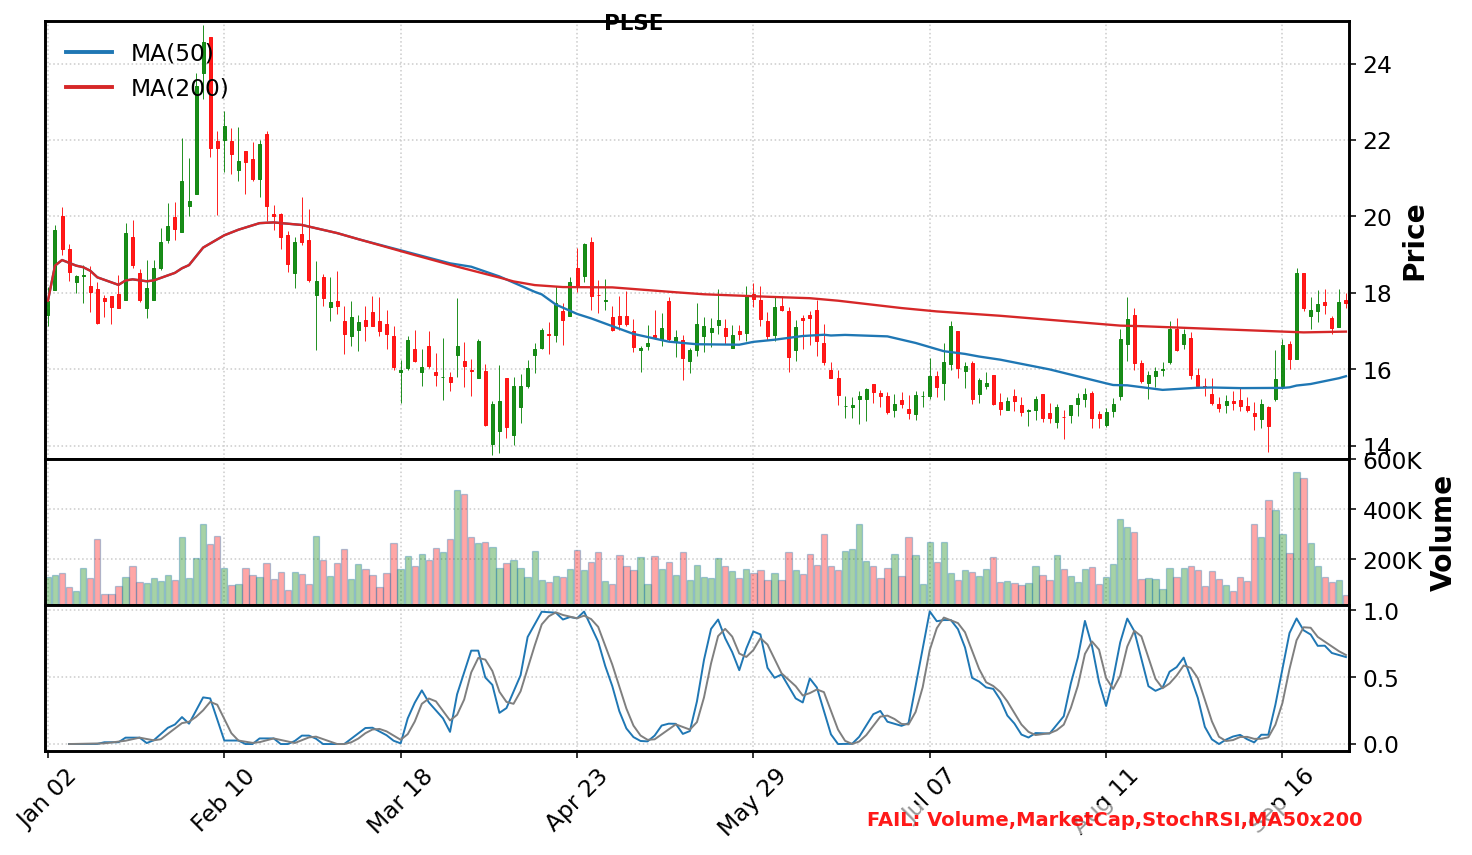 PLSE
MA(50)
MA(200)
24
22
20
18
16
14
Price
600K
400K
200K
Volume
1.0
0.5
0.0
Jan 02
Feb 10
Mar 18
Apr 23
May 29
Jul 07
Aug 11
Sep 16
FAIL: Volume,MarketCap,StochRSI,MA50x200